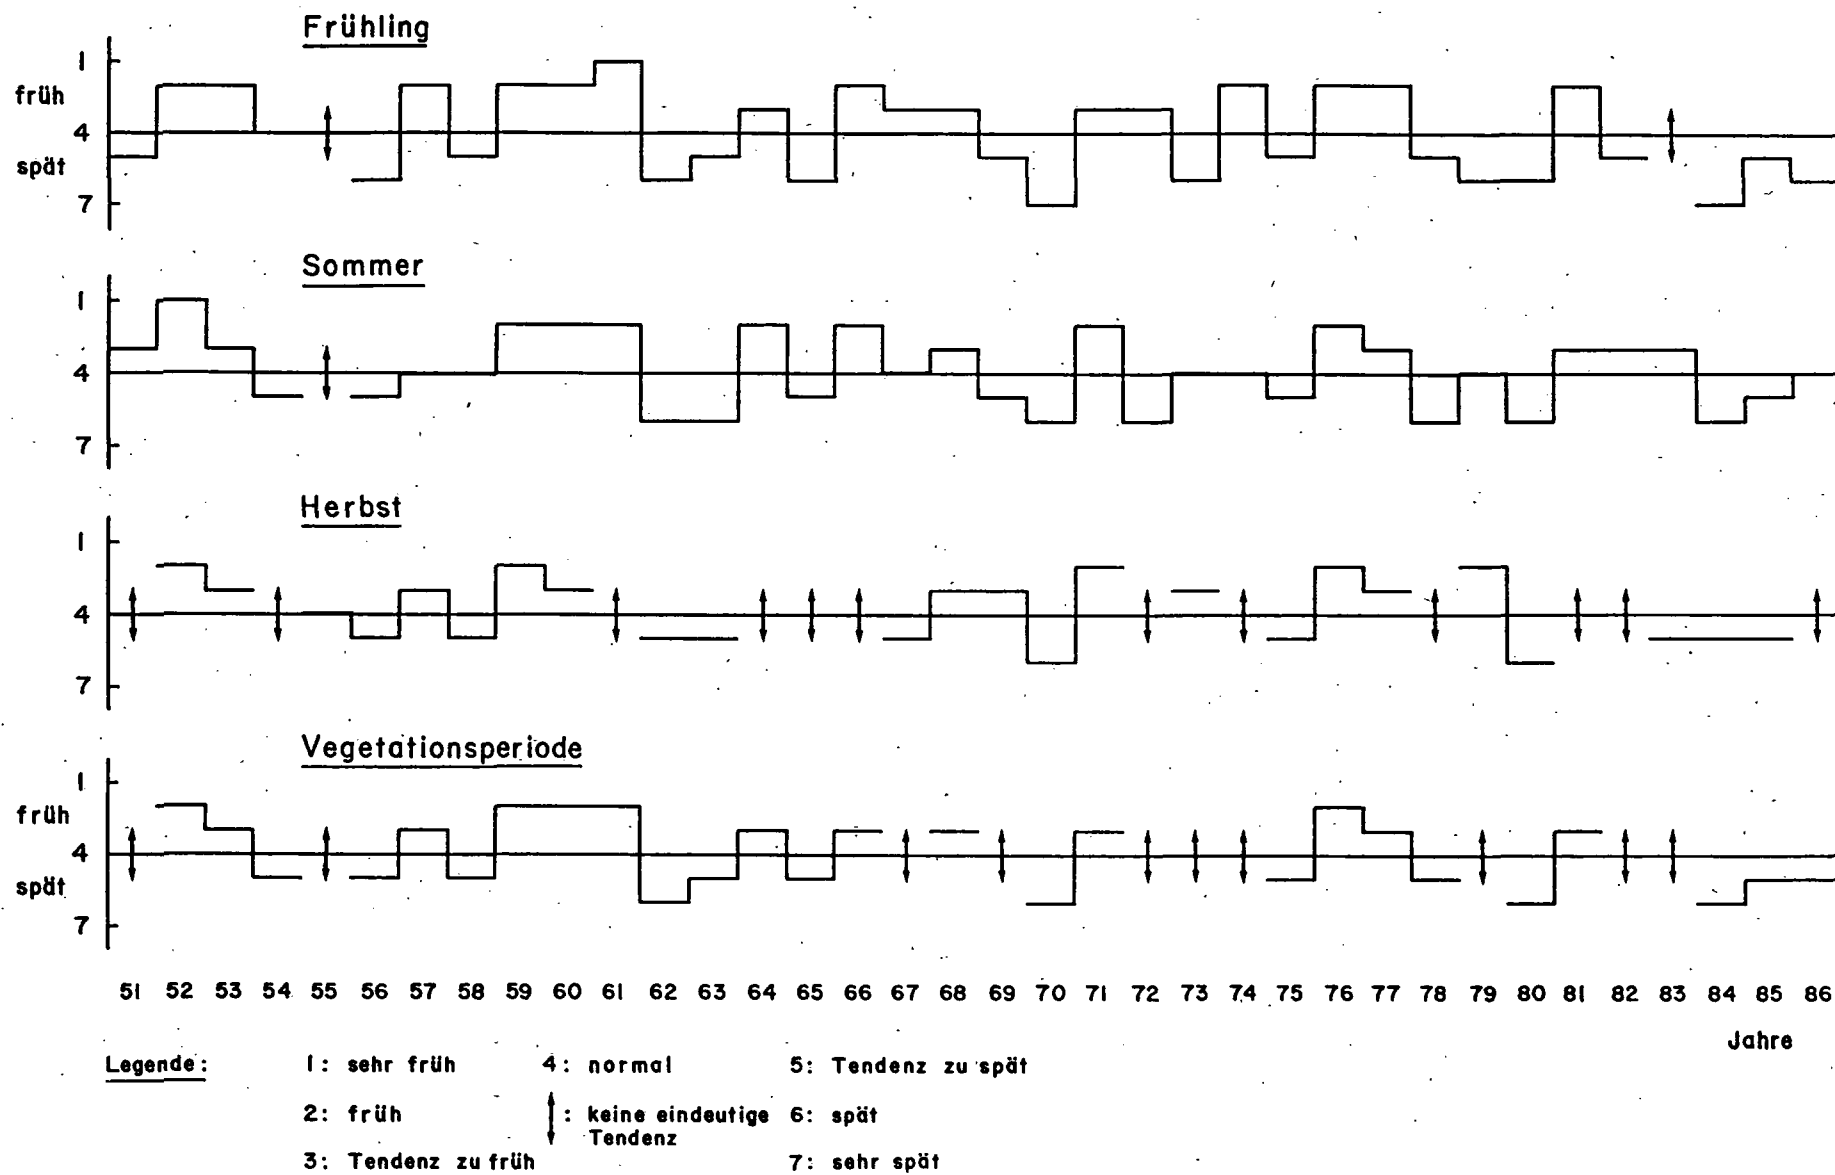 Frühling
1
früh
4
spät
7
Sommer
1
4
7
Herbst
1
4
7
Vegetationsperiode
1
früh
4
spät
7
51 52 53 54 55 56 57 58 59 60 61 62 63 64 65 66 67 68 69 70 71 72 73 74 75 76 77 78 79 80 81 82 83 84 85 86
Jahre
Legende: 1: sehr früh 4: normal 5: Tendenz zu spät
2: früh : keine eindeutige 6: spät
Tendenz
3: Tendenz zu früh 7: sehr spät